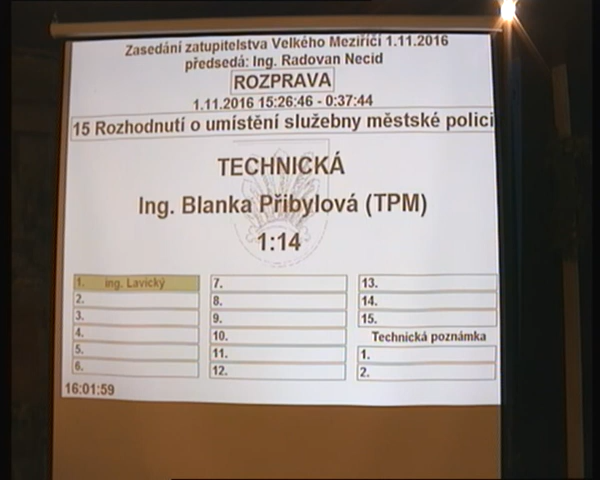 Zasedání zatupitelstva Velkého Meziříčí 1.11.2016
předsedá: Ing. Radovan Necid
ROZPRAVA
1.11.2016 15:26:46 - 0:37:44
15 Rozhodnutí o umístění služebny městské polici
TECHNICKÁ
Ing. Blanka Přibylová (TPM)
1:14
1. ing. Lavický
2.
3.
4.
5.
6.
7.
8.
9.
10.
11.
12.
13.
14.
15.
Technická poznámka
1.
2.
16:01:59